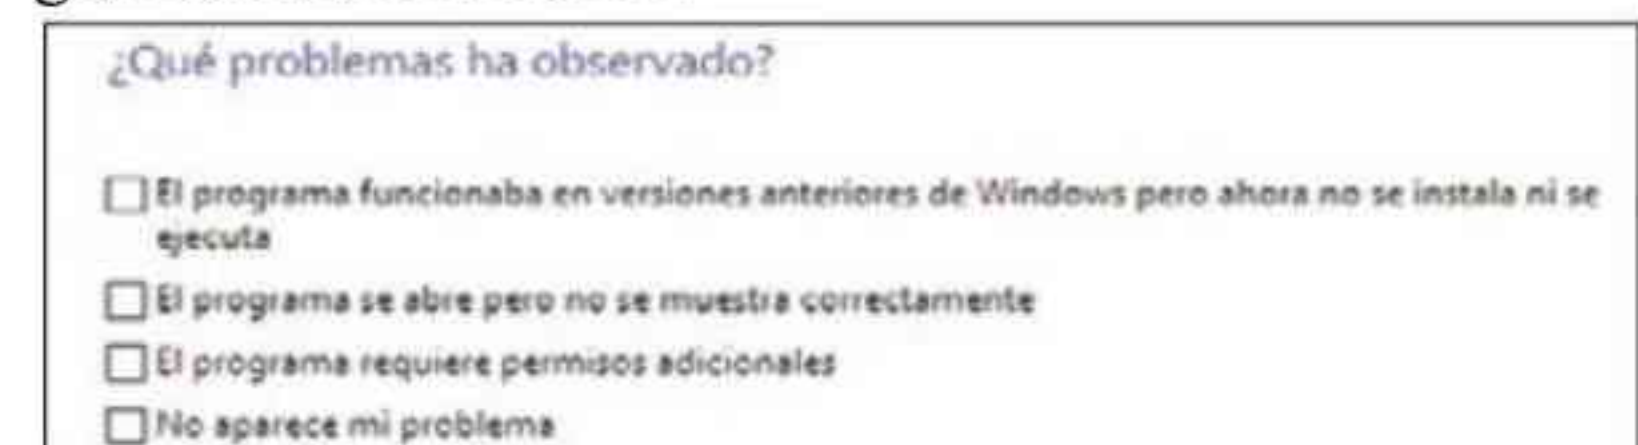 ¿Qué problemas ha observado?
El programa funcionaba en versiones anteriores de Windows pero ahora no se instala ni se
ejecuta
El programa se abre pero no se muestra correctamente
El programa requiere permisos adicionales
No aparece mi problema